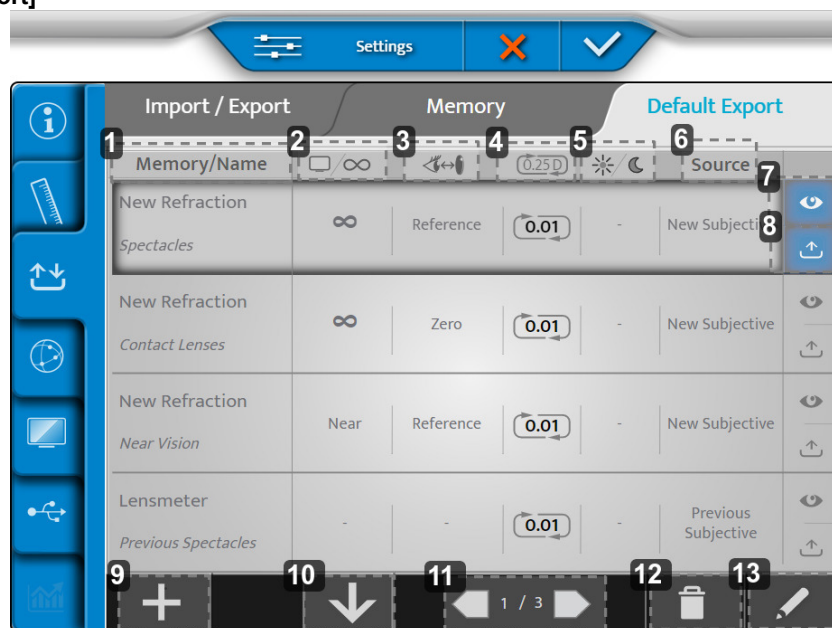 ort]
Settings
Import / Export
Memory
Default Export
1
2
3
4
5
6
Memory/Name
0.25 D
Source
7
New Refraction
Spectacles
∞
Reference
0.01
-
New Subjecti
8
New Refraction
Contact Lenses
∞
Zero
0.01
-
New Subjective
New Refraction
Near Vision
Near
Reference
0.01
-
New Subjective
Lensmeter
Previous Spectacles
-
-
0.01
-
Previous
Subjective
9
10
11
12
13
1 / 3